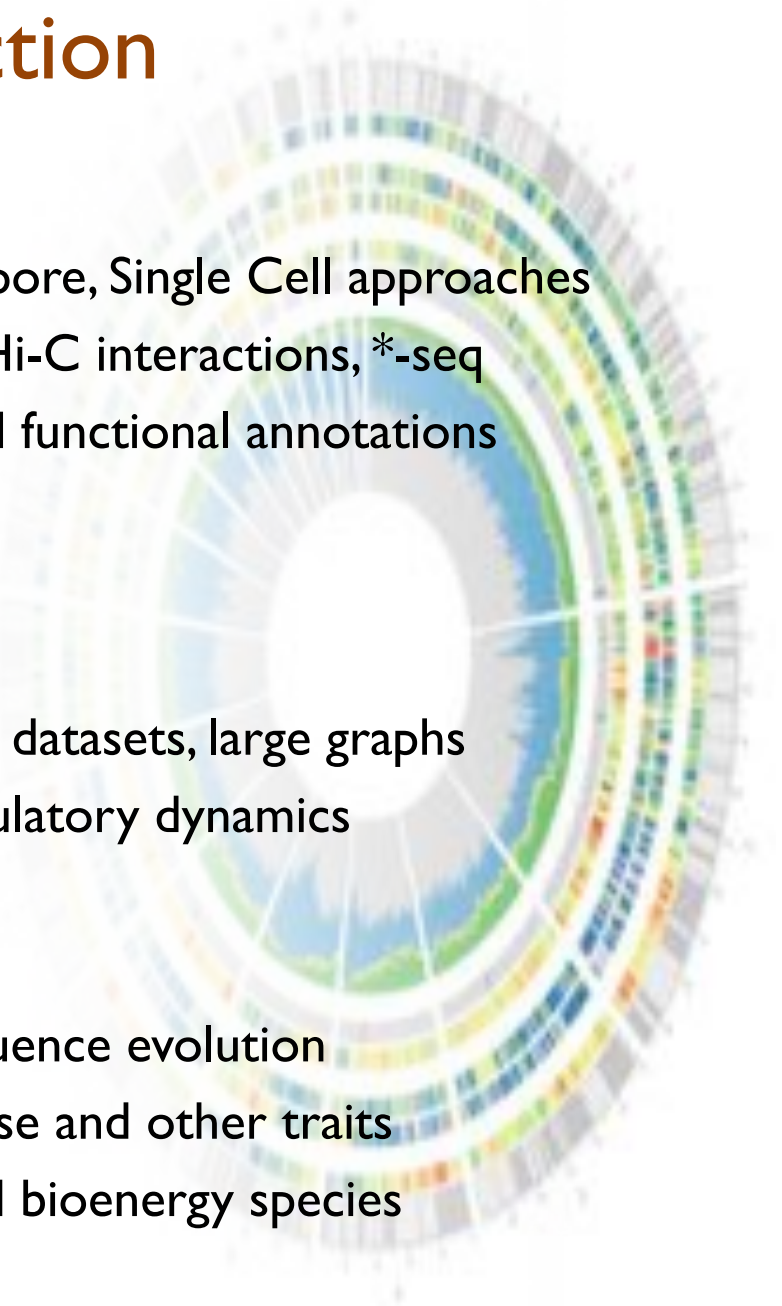 ction
pore, Single Cell approaches
Hi-C interactions, *-seq
l functional annotations
datasets, large graphs
ulatory dynamics
uence evolution
se and other traits
l bioenergy species